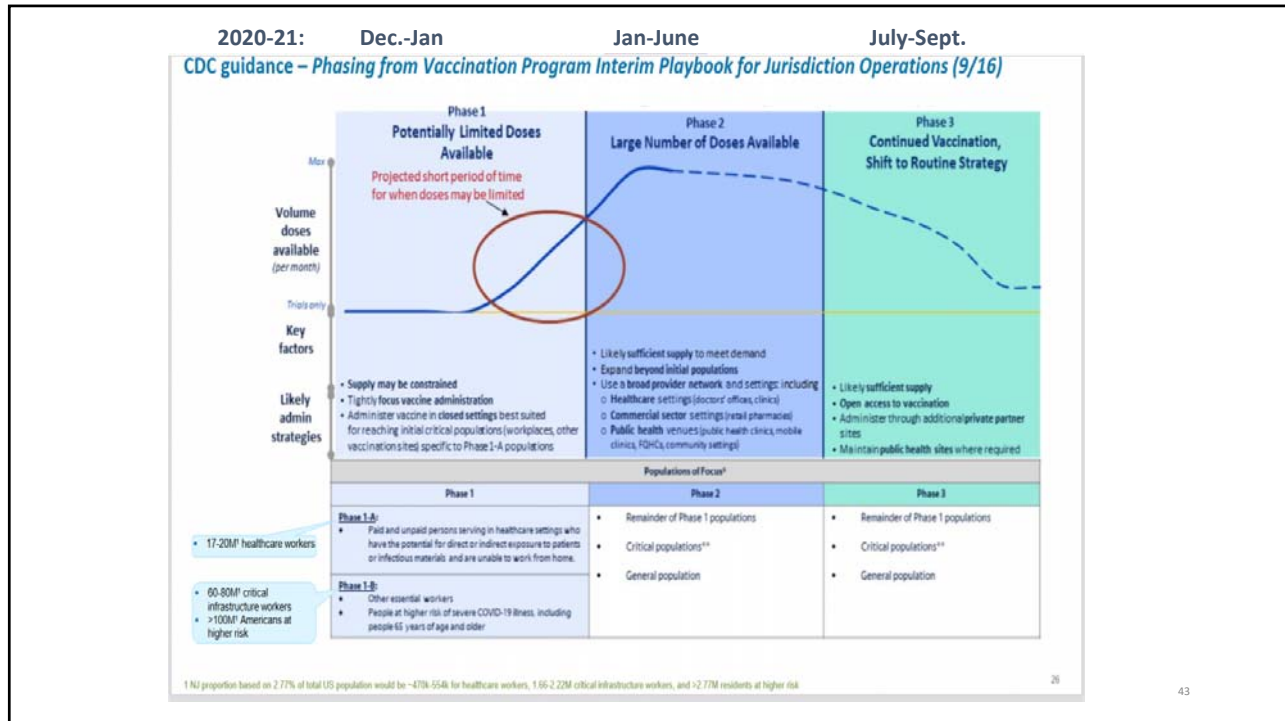 2020-21: Dec.-Jan Jan-June July-Sept.
CDC guidance – Phasing from Vaccination Program Interim Playbook for Jurisdiction Operations (9/16)
Phase 1
Potentially Limited Doses
Available
Projected short period of time
for when doses may be limited
Phase 2
Large Number of Doses Available
Phase 3
Continued Vaccination,
Shift to Routine Strategy
Max
Volume
doses
available
(per month)
Trials only
Key
factors
Likely
admin
strategies
• Supply may be constrained
• Tightly focus vaccine administration
• Administer vaccine in closed settings best suited
for reaching initial critical populations (workplaces, other
vaccination sites) specific to Phase 1-A populations
• Likely sufficient supply to meet demand
• Expand beyond initial populations
• Use a broad provider network and settings including
o Healthcare settings (doctors' offices, clinics)
o Commercial sector settings (retail pharmacies)
o Public health venues (public health clinics, mobile
clinics, FQHCs, community settings)
• Likely sufficient supply
• Open access to vaccination
• Administer through additional private partner
sites
• Maintain public health sites where required
Populations of Focus*
Phase 1 Phase 2 Phase 3
• 17-20M¹ healthcare workers
Phase 1-A:
• Paid and unpaid persons serving in healthcare settings who
have the potential for direct or indirect exposure to patients
or infectious materials and are unable to work from home.
• 60-80M¹ critical
infrastructure workers
• >100M¹ Americans at
higher risk
Phase 1-B:
• Other essential workers
• People at higher risk of severe COVID-19 illness, including
people 65 years of age and older
• Remainder of Phase 1 populations
• Critical populations**
• General population
• Remainder of Phase 1 populations
• Critical populations**
• General population
1 NJ proportion based on 2.77% of total US population would be ~470k-554k for healthcare workers, 1.66-2.22M critical infrastructure workers, and >2.77M residents at higher risk
26
43